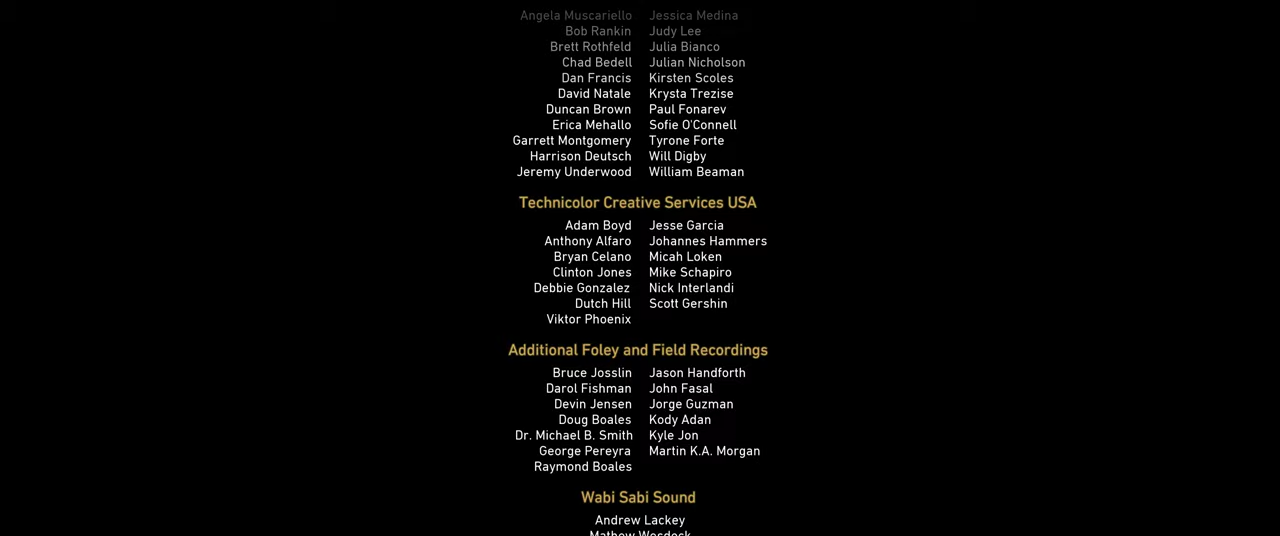 Angela Muscariello Jessica Medina
Bob Rankin Judy Lee
Brett Rothfeld Julia Bianco
Chad Bedell Julian Nicholson
Dan Francis Kirsten Scoles
David Natale Krysta Trezise
Duncan Brown Paul Fonarev
Erica Mehallo Sofie O'Connell
Garrett Montgomery Tyrone Forte
Harrison Deutsch Will Digby
Jeremy Underwood William Beaman
Technicolor Creative Services USA
Adam Boyd Jesse Garcia
Anthony Alfaro Johannes Hammers
Bryan Celano Micah Loken
Clinton Jones Mike Schapiro
Debbie Gonzalez Nick Interlandi
Dutch Hill Scott Gershin
Viktor Phoenix
Additional Foley and Field Recordings
Bruce Josslin Jason Handforth
Darol Fishman John Fasal
Devin Jensen Jorge Guzman
Doug Boales Kody Adan
Dr. Michael B. Smith Kyle Jon
George Pereyra Martin K.A. Morgan
Raymond Boales
Wabi Sabi Sound
Andrew Lackey